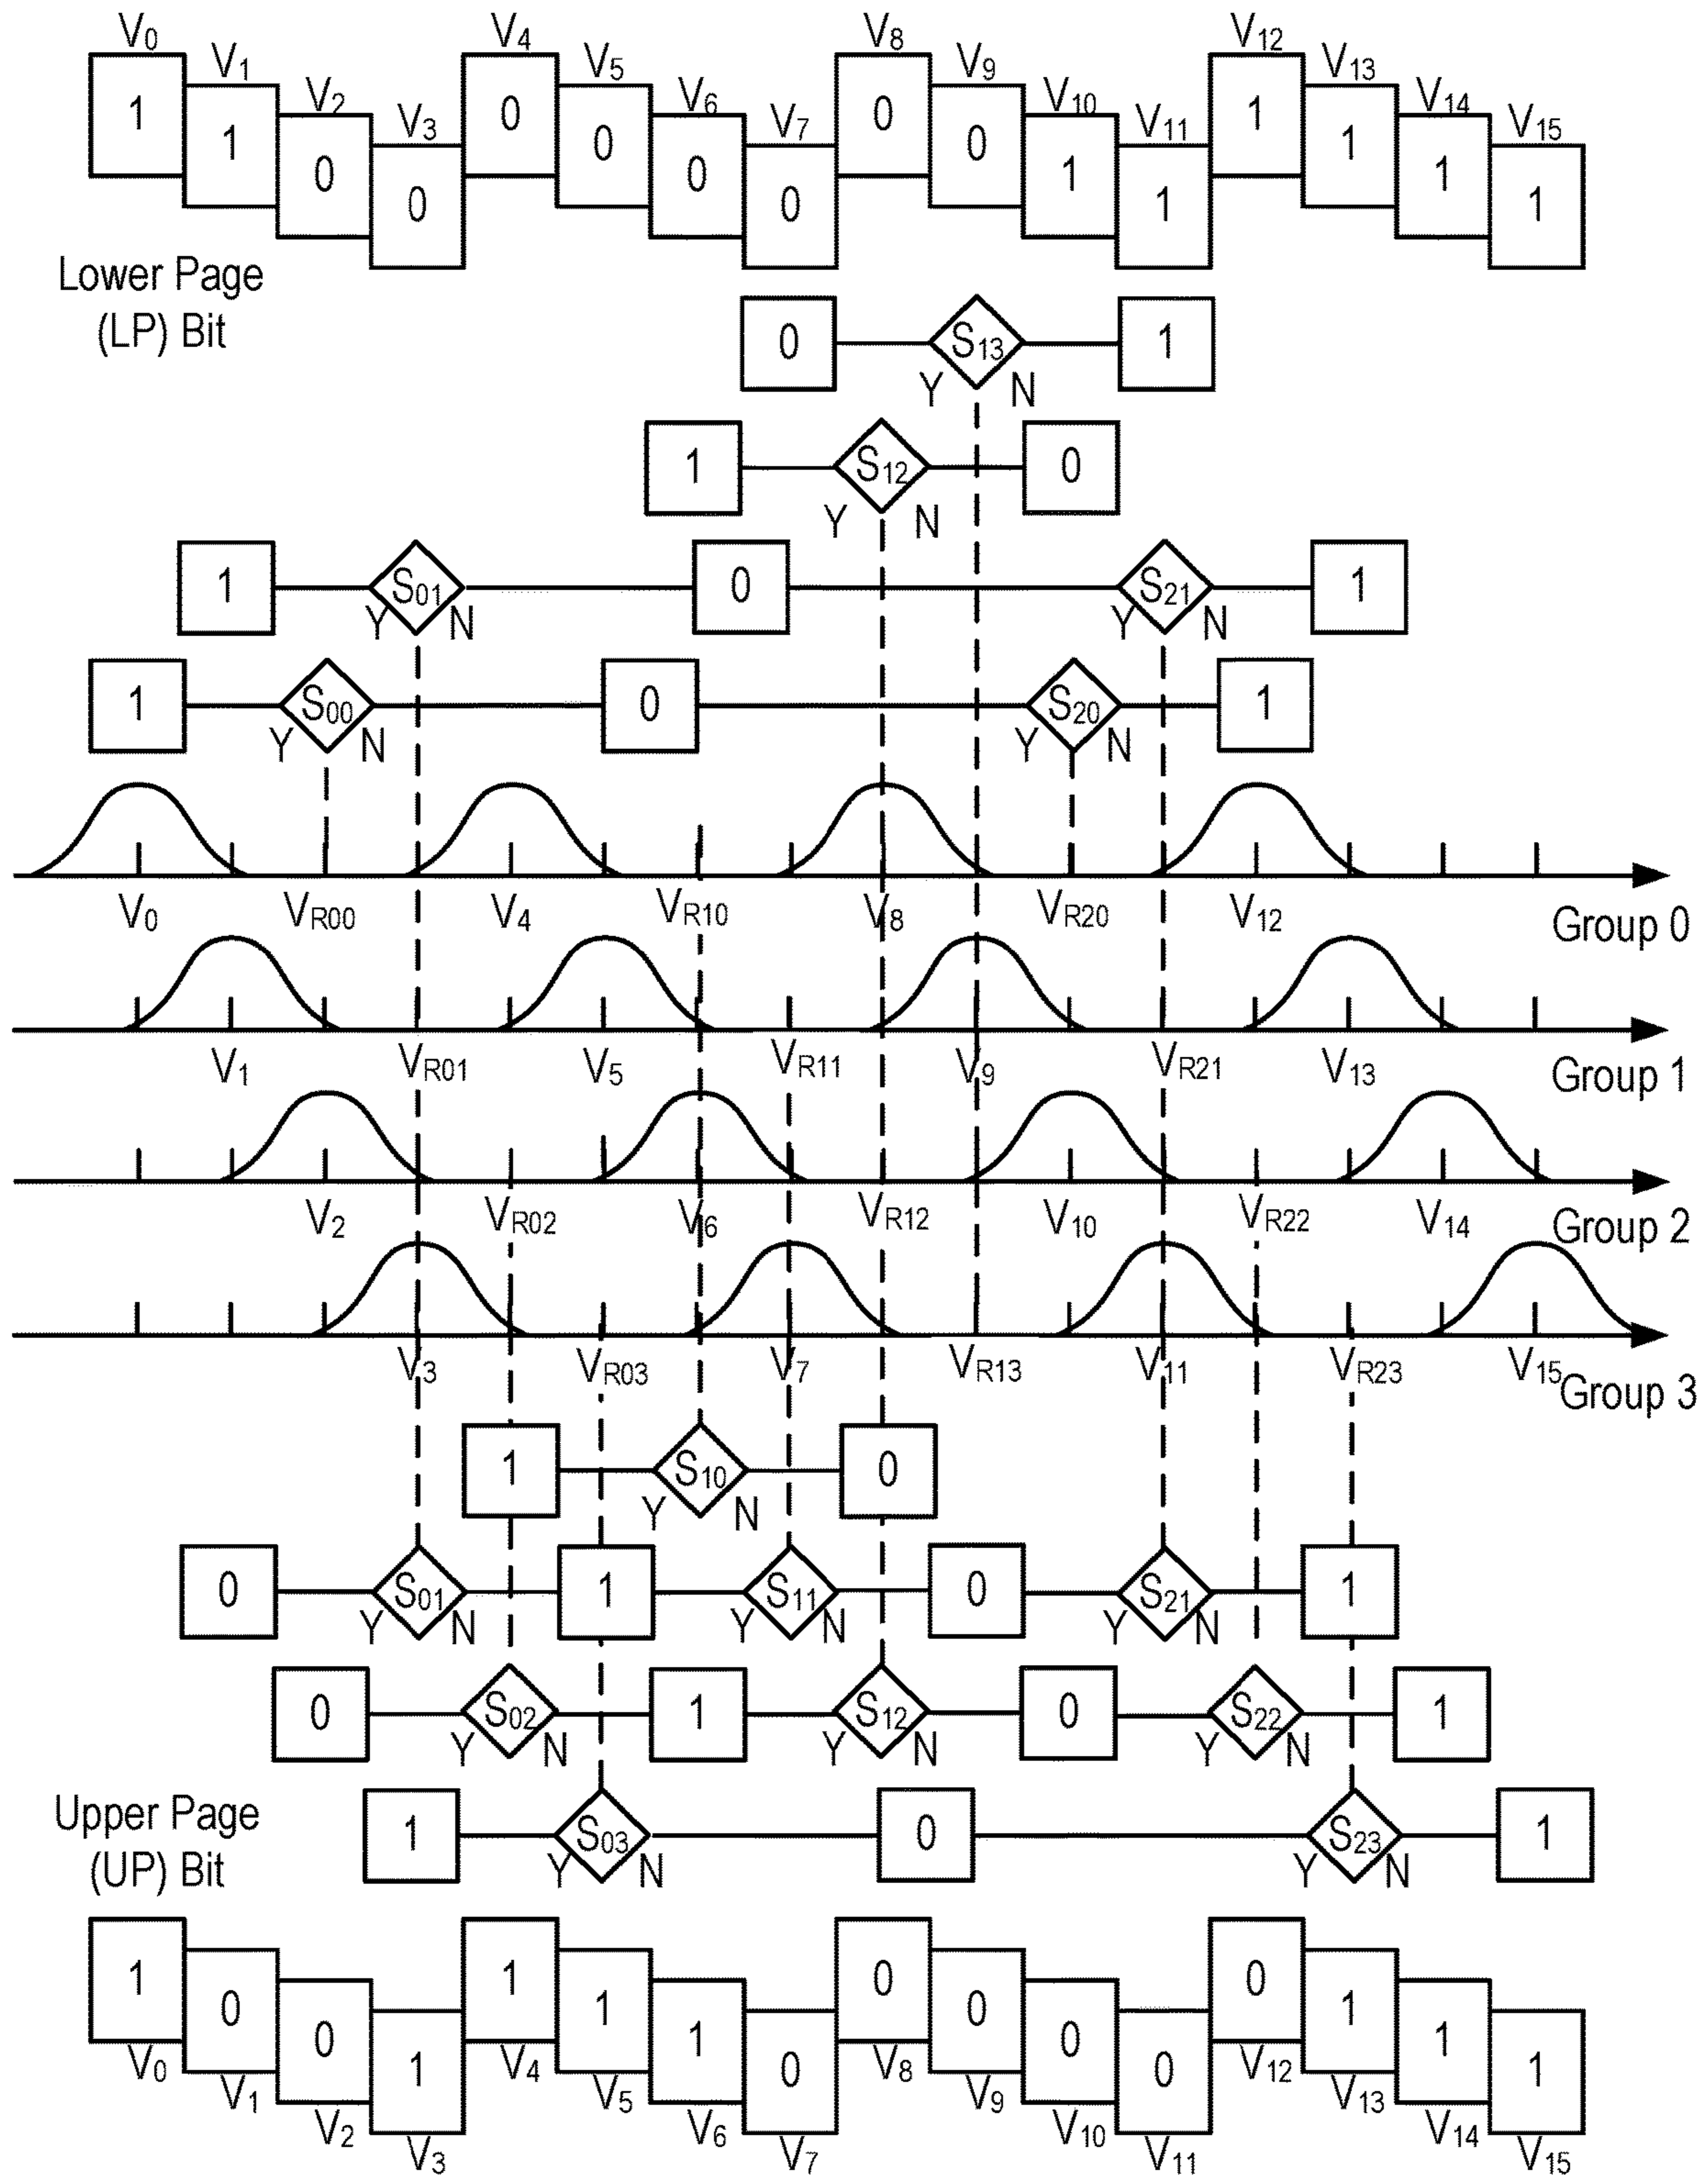 V0 V4 V8 V12
V1 V5 V9 V13
V2 V6 V10 V14
V3 V7 V11 V15
1 1 0 0 0 0 0 0 0 0 1 1 1 1 1 1
Lower Page
(LP) Bit
0 S13 1
Y N
1 S12 0
Y N
1 S01 0 S21 1
Y N Y N
1 S00 0 S20 1
Y N Y N
V0 VR00 V4 VR10 V8 VR20 V12
Group 0
V1 VR01 V5 VR11 V9 VR21 V13
Group 1
V2 VR02 V6 VR12 V10 VR22 V14
Group 2
V3 VR03 V7 VR13 V11 VR23 V15
Group 3
1 S10 0
Y N
0 S01 1 S11 0 S21 1
Y N Y N Y N
0 S02 1 S12 0 S22 1
Y N Y N Y N
Upper Page
(UP) Bit
1 S03 0 S23 1
Y N Y N
1 0 0 1 1 1 1 0 0 0 0 0 0 1 1 1
V0 V4 V8 V12
V1 V5 V9 V13
V2 V6 V10 V14
V3 V7 V11 V15